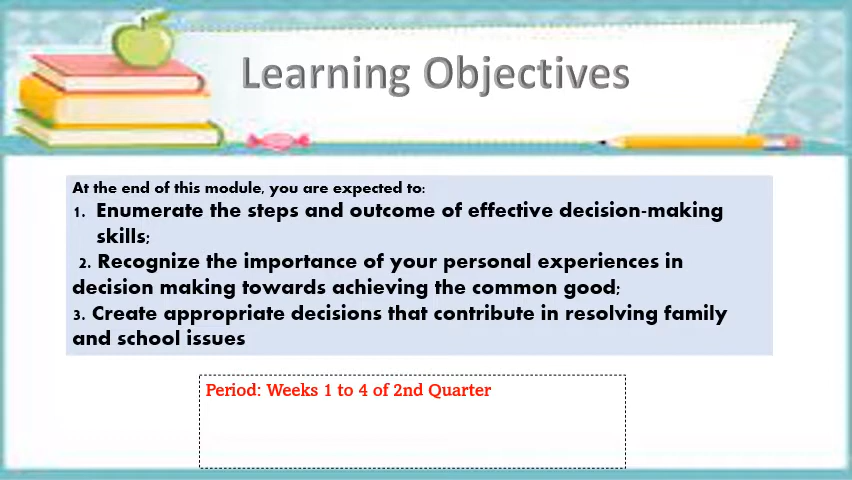 Learning Objectives
At the end of this module, you are expected to:
1. Enumerate the steps and outcome of effective decision-making
skills;
2. Recognize the importance of your personal experiences in
decision making towards achieving the common good;
3. Create appropriate decisions that contribute in resolving family
and school issues
Period: Weeks 1 to 4 of 2nd Quarter